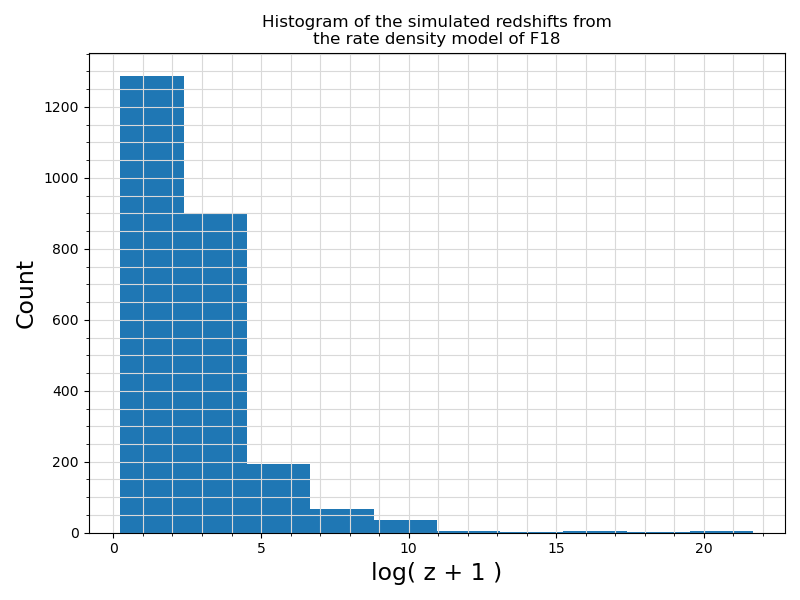 Histogram of the simulated redshifts from
the rate density model of F18
1200
1000
800
600
400
200
0
Count
0 5 10 15 20
log( z + 1 )